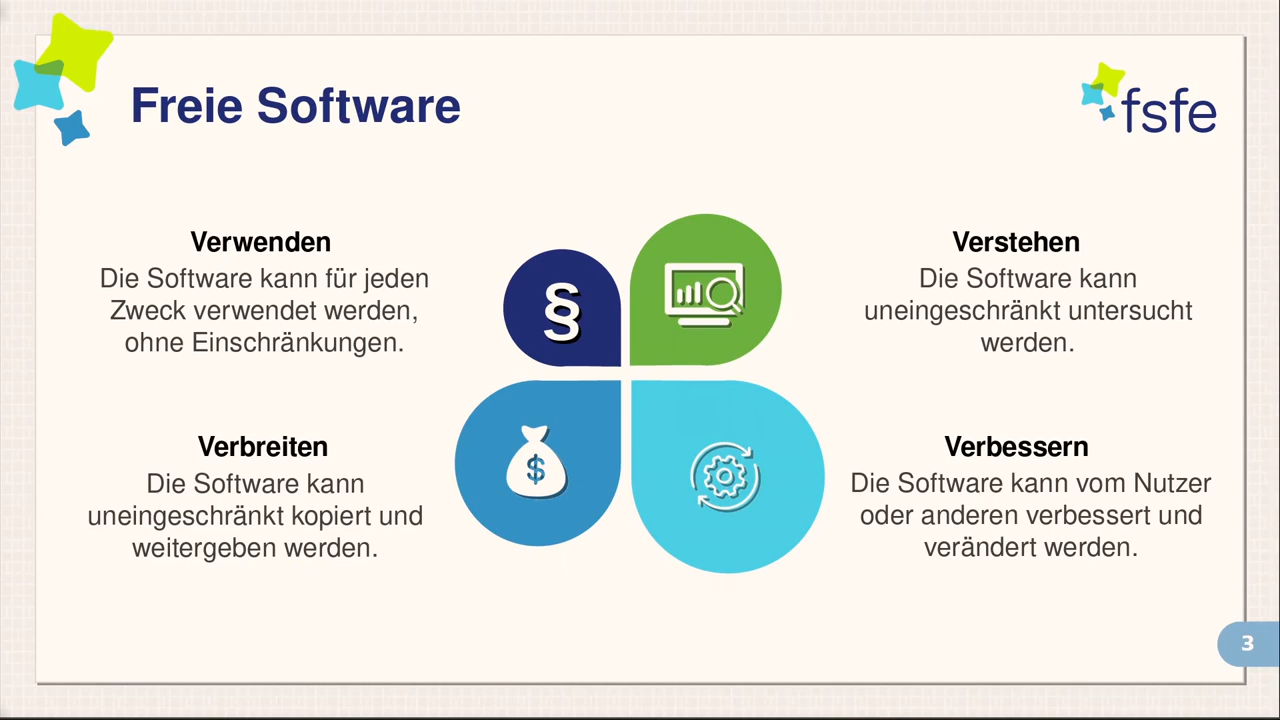 Freie Software
fsfe
Verwenden
Die Software kann für jeden
Zweck verwendet werden,
ohne Einschränkungen.
Verstehen
Die Software kann
uneingeschränkt untersucht
werden.
§
$
Verbreiten
Die Software kann
uneingeschränkt kopiert und
weitergeben werden.
Verbessern
Die Software kann vom Nutzer
oder anderen verbessert und
verändert werden.
3